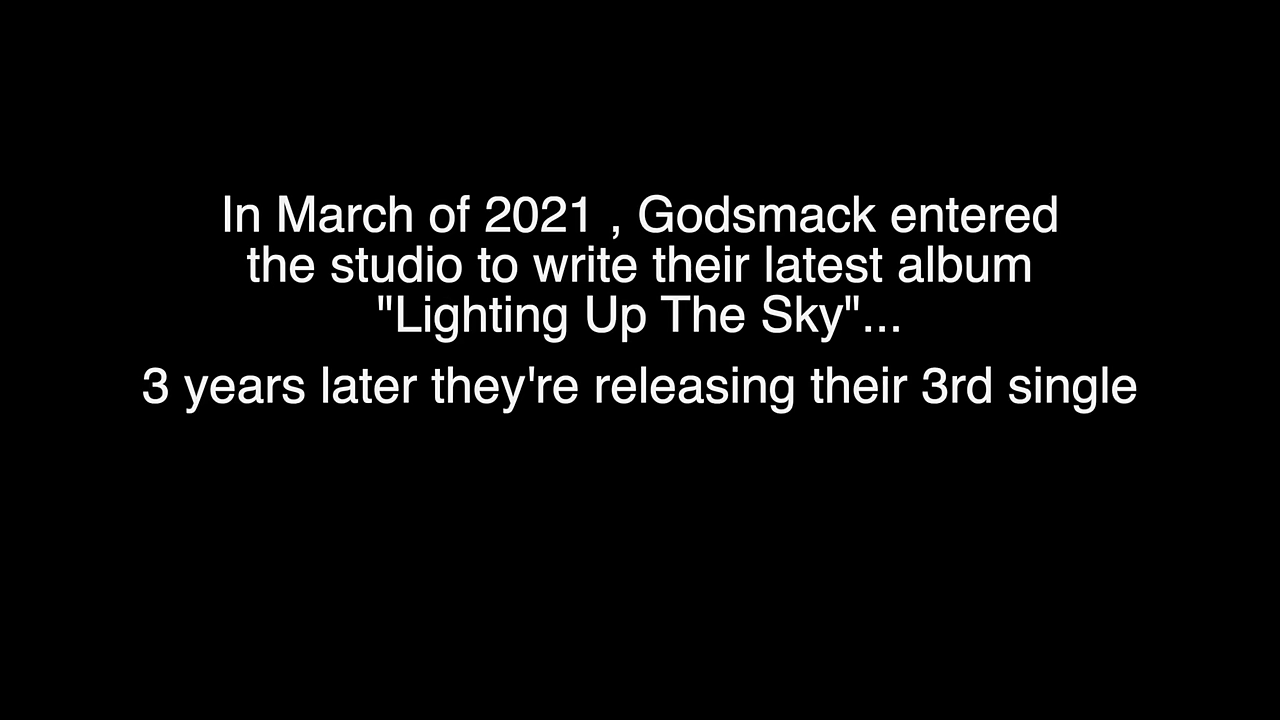 In March of 2021 , Godsmack entered
the studio to write their latest album
"Lighting Up The Sky"...
3 years later they're releasing their 3rd single